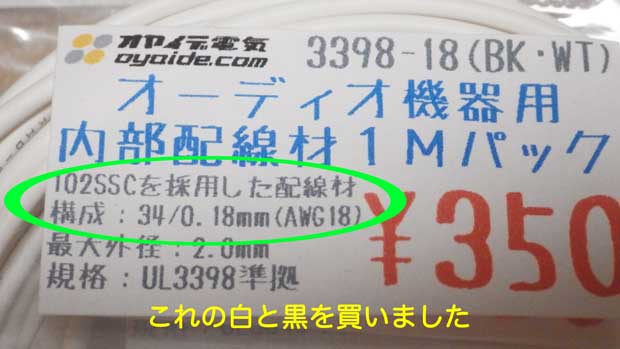 オヤイデ電気
oyaide.com
3398-18(BK・WT)
オーディオ機器用
内部配線材1Mパック
102SSCを採用した配線材
構成:34/0.18mm(AWG18)
最大外径:2.0mm
規格:UL3398準拠
¥350
これの白と黒を買いました